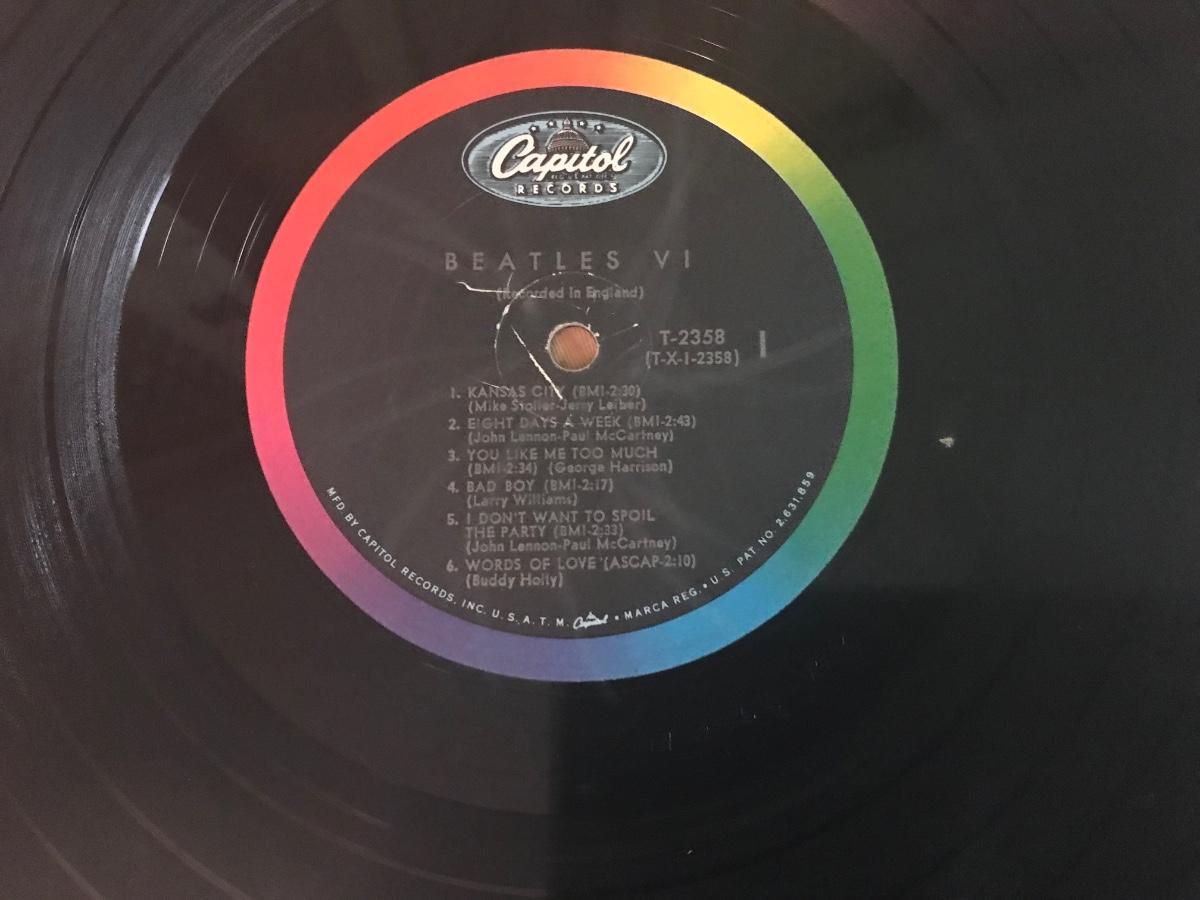 Capitol
RECORDS
BEATLES VI
(Recorded in England)
T-2358
(T-X-1-2358)
1
1. KANSAS CITY (BMI-2:30)
(Mike Stoller-Jerry Leiber)
2. EIGHT DAYS A WEEK (BMI-2:43)
(John Lennon-Paul McCartney)
3. YOU LIKE ME TOO MUCH
(BMI-2:34) (George Harrison)
4. BAD BOY (BMI-2:17)
(Larry Williams)
5. I DON'T WANT TO SPOIL
THE PARTY (BMI-2:33)
(John Lennon-Paul McCartney)
6. WORDS OF LOVE (ASCAP-2:10)
(Buddy Holly)
MFD BY CAPITOL RECORDS, INC. U.S.A. T.M. Capitol • MARCA REG. • U.S. PAT NO. 2,631,859